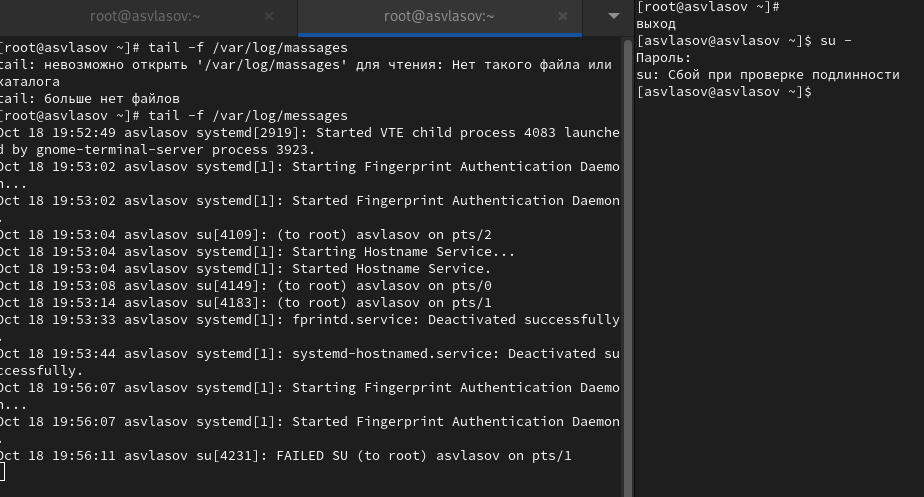 root@asvlasov:~ ×
root@asvlasov:~ ×
[root@asvlasov ~]# tail -f /var/log/massages
tail: невозможно открыть '/var/log/massages' для чтения: Нет такого файла или
каталога
tail: больше нет файлов
[root@asvlasov ~]# tail -f /var/log/messages
Oct 18 19:52:49 asvlasov systemd[2919]: Started VTE child process 4083 launche
d by gnome-terminal-server process 3923.
Oct 18 19:53:02 asvlasov systemd[1]: Starting Fingerprint Authentication Daemo
n...
Oct 18 19:53:02 asvlasov systemd[1]: Started Fingerprint Authentication Daemon
.
Oct 18 19:53:04 asvlasov su[4109]: (to root) asvlasov on pts/2
Oct 18 19:53:04 asvlasov systemd[1]: Starting Hostname Service...
Oct 18 19:53:04 asvlasov systemd[1]: Started Hostname Service.
Oct 18 19:53:08 asvlasov su[4149]: (to root) asvlasov on pts/0
Oct 18 19:53:14 asvlasov su[4183]: (to root) asvlasov on pts/1
Oct 18 19:53:33 asvlasov systemd[1]: fprintd.service: Deactivated successfully
.
Oct 18 19:53:44 asvlasov systemd[1]: systemd-hostnamed.service: Deactivated su
ccessfully.
Oct 18 19:56:07 asvlasov systemd[1]: Starting Fingerprint Authentication Daemo
n...
Oct 18 19:56:07 asvlasov systemd[1]: Started Fingerprint Authentication Daemon
.
Oct 18 19:56:11 asvlasov su[4231]: FAILED SU (to root) asvlasov on pts/1
[root@asvlasov ~]#
выход
[asvlasov@asvlasov ~]$ su -
Пароль:
su: Сбой при проверке подлинности
[asvlasov@asvlasov ~]$